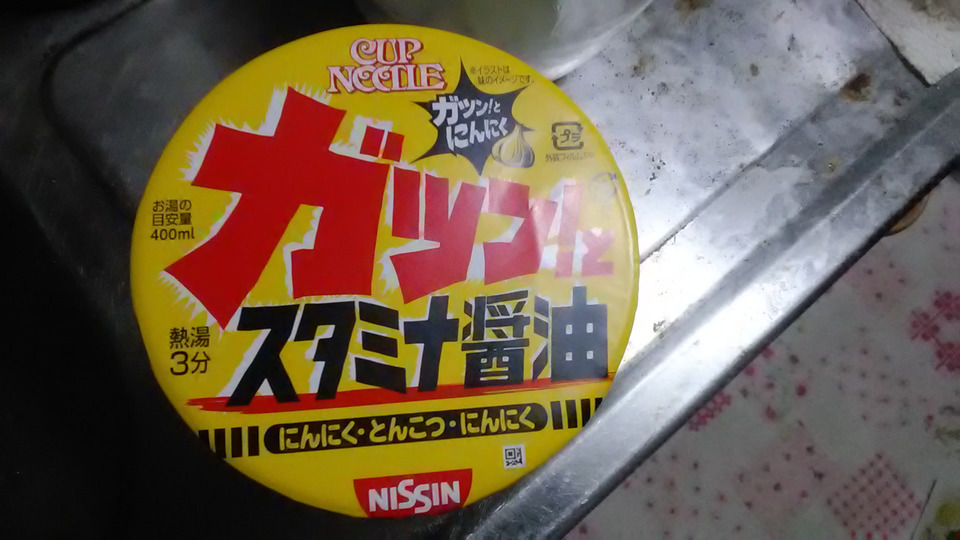 CUP
NOODLE
※イラストは
味のイメージです。
ガツン!と
にんにく
プラ
外装フィルム
ガツン!と
お湯の
目安量
400ml
スタミナ醤油
熱湯
3分
にんにく・とんこつ・にんにく
NISSIN